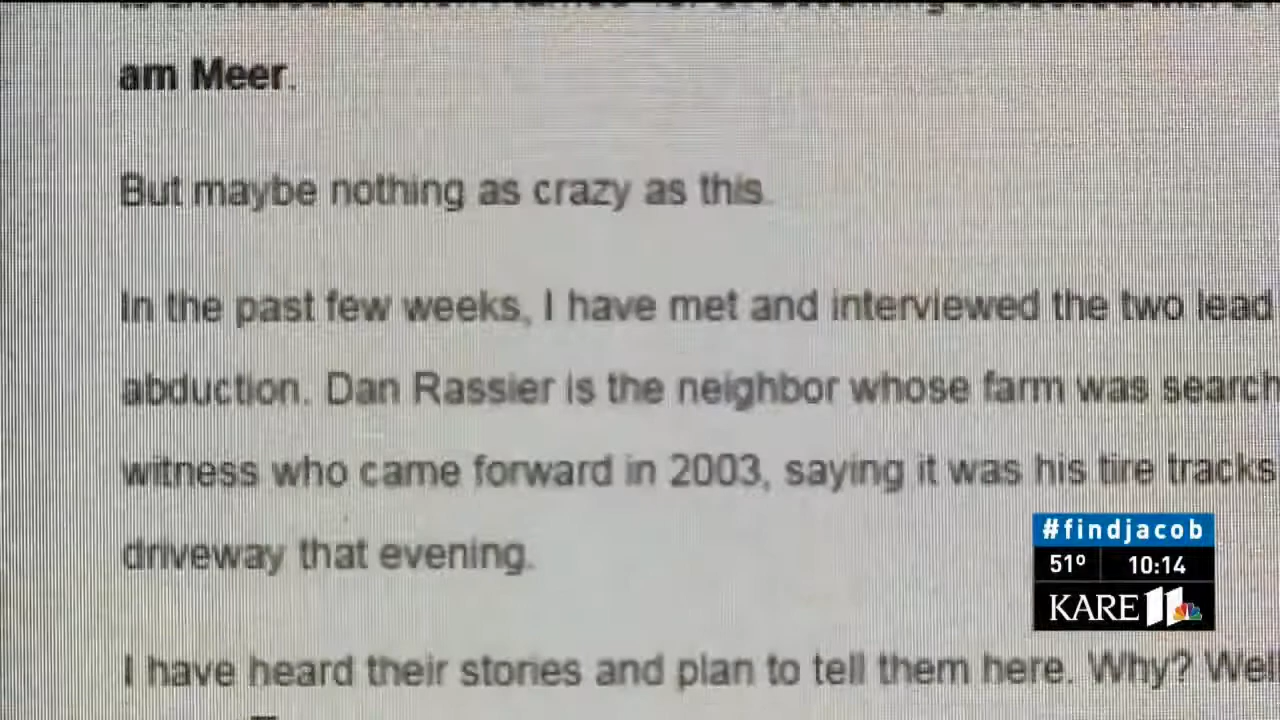 am Meer.
But maybe nothing as crazy as this.
In the past few weeks, I have met and interviewed the two lead
abduction. Dan Rassier is the neighbor whose farm was search
witness who came forward in 2003, saying it was his tire tracks
driveway that evening.
I have heard their stories and plan to tell them here. Why? Wel
#findjacob
51° 10:14
KARE 11